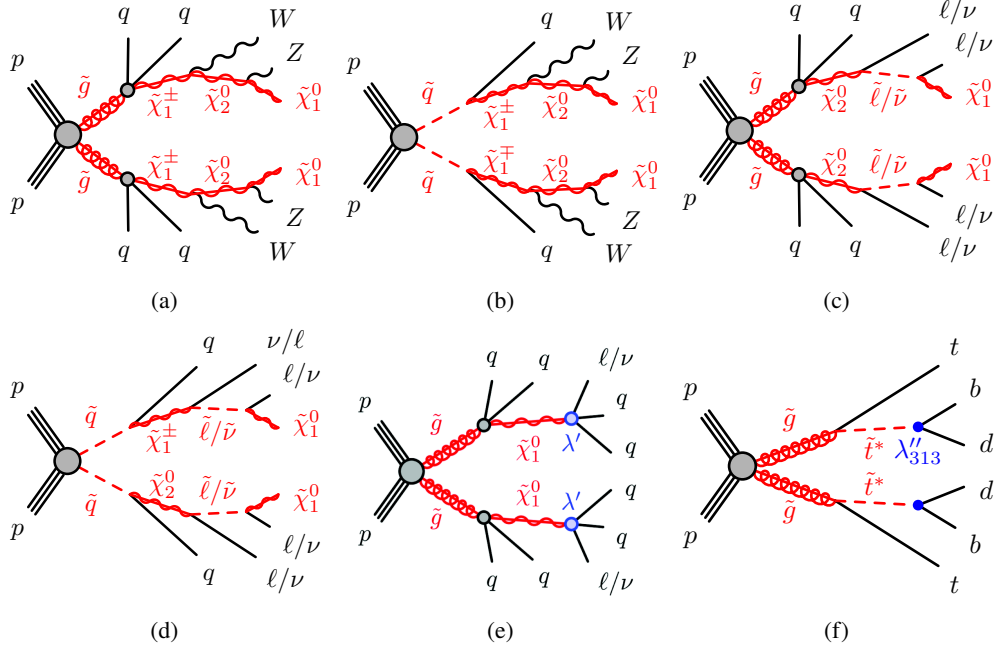 q q W
p Z
g̃ χ̃₁± χ̃₂⁰ χ̃₁⁰
g̃ χ̃₁± χ̃₂⁰ χ̃₁⁰
p Z
q q W
(a)
q W
p Z
q̃ χ̃₁± χ̃₂⁰ χ̃₁⁰
q̃ χ̃₁∓ χ̃₂⁰ χ̃₁⁰
p Z
q W
(b)
q q ℓ/ν
p ℓ/ν
g̃ χ̃₂⁰ ℓ̃/ν̃ χ̃₁⁰
g̃ χ̃₂⁰ ℓ̃/ν̃ χ̃₁⁰
p ℓ/ν
q q ℓ/ν
(c)
q ν/ℓ
p ℓ/ν
q̃ χ̃₁± ℓ̃/ν̃ χ̃₁⁰
q̃ χ̃₂⁰ ℓ̃/ν̃ χ̃₁⁰
p ℓ/ν
q ℓ/ν
(d)
q q ℓ/ν
p q
g̃ χ̃₁⁰ λ′ q
g̃ χ̃₁⁰ λ′ q
p q
q q ℓ/ν
(e)
t
p b
g̃ t̃* λ″₃₁₃ d
g̃ t̃* d
p b
t
(f)